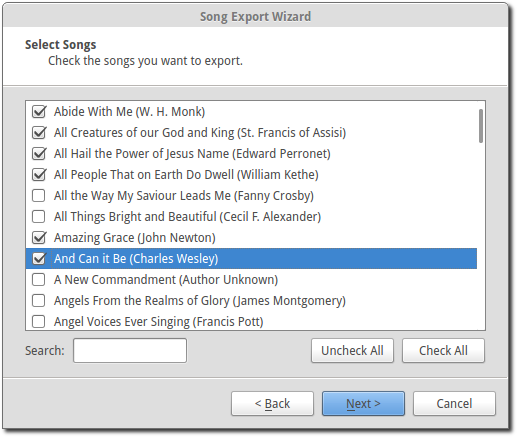 Song Export Wizard
Select Songs
Check the songs you want to export.
Abide With Me (W. H. Monk)
All Creatures of our God and King (St. Francis of Assisi)
All Hail the Power of Jesus Name (Edward Perronet)
All People That on Earth Do Dwell (William Kethe)
All the Way My Saviour Leads Me (Fanny Crosby)
All Things Bright and Beautiful (Cecil F. Alexander)
Amazing Grace (John Newton)
And Can it Be (Charles Wesley)
A New Commandment (Author Unknown)
Angels From the Realms of Glory (James Montgomery)
Angel Voices Ever Singing (Francis Pott)
Search: Uncheck All Check All
< Back Next > Cancel